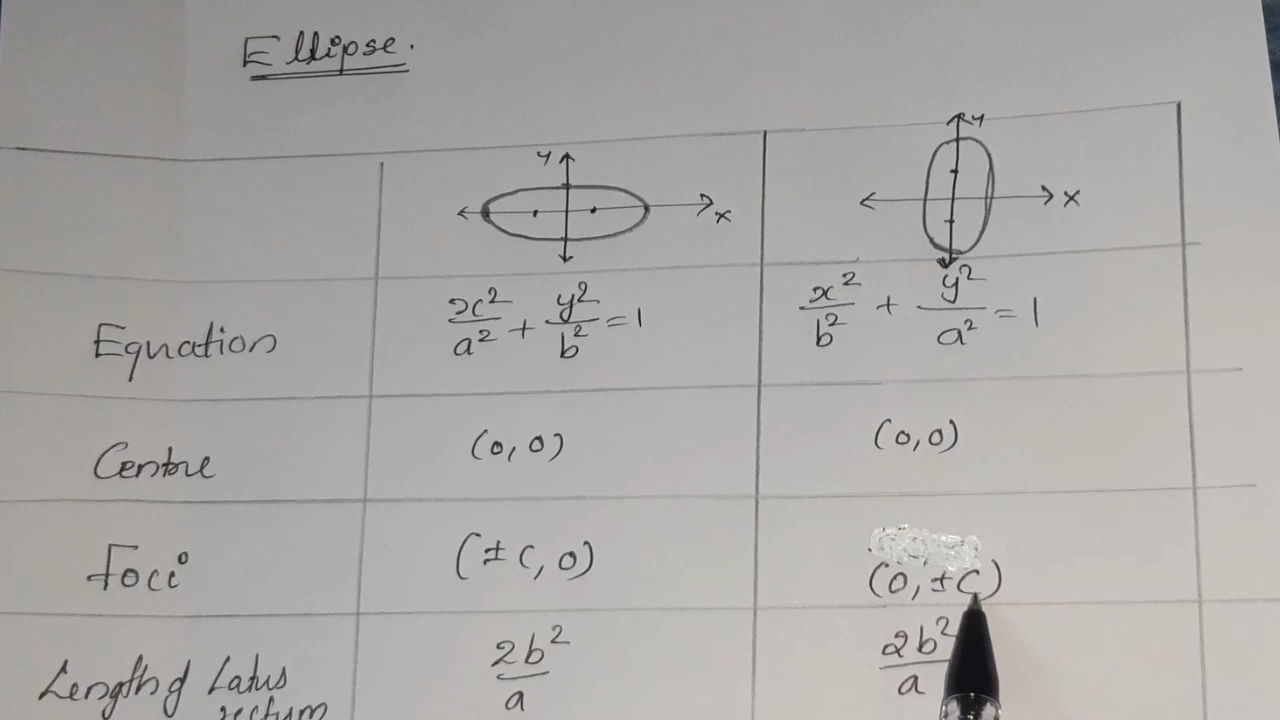 Ellipse.
y x
y x
Equation x²/a² + y²/b² = 1 x²/b² + y²/a² = 1
Centre (0,0) (0,0)
Foci (±c, 0) (0, ±c)
Length of Latus rectum 2b²/a 2b²/a